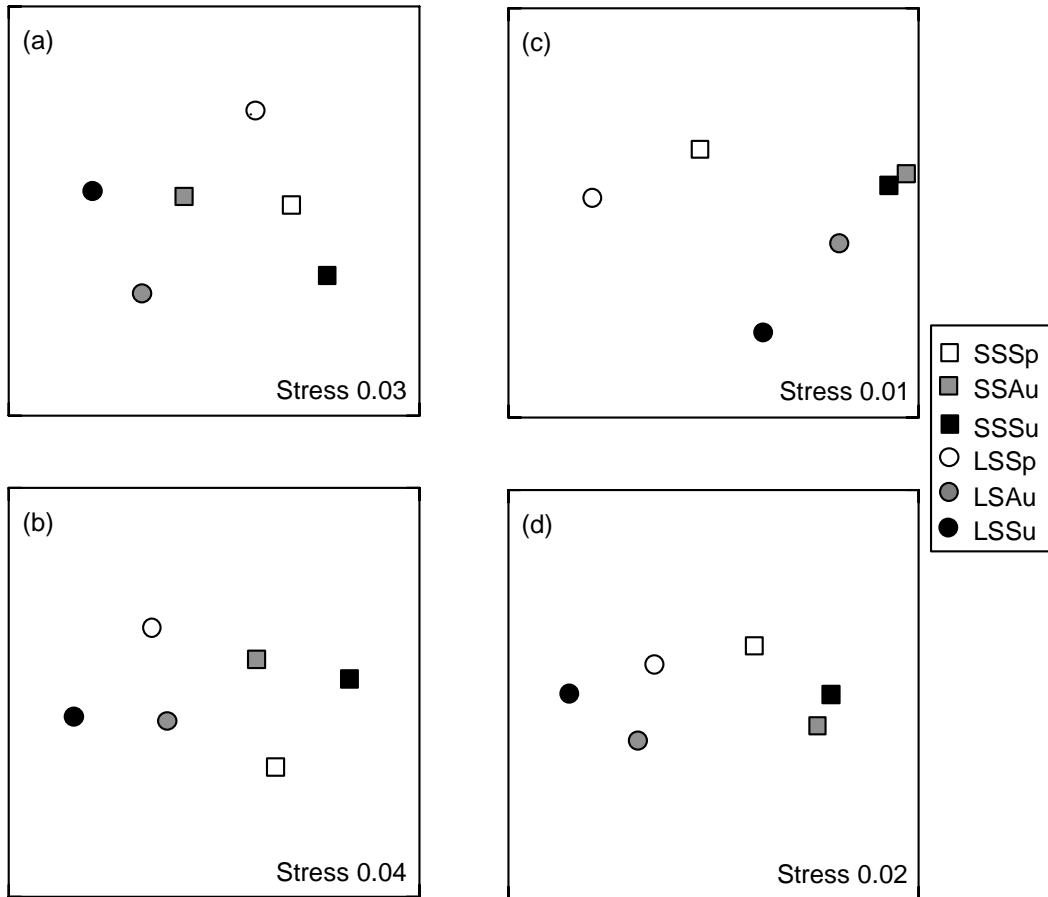 (a)
Stress 0.03
(c)
Stress 0.01
SSSp
SSAu
SSSu
LSSp
LSAu
LSSu
(b)
Stress 0.04
(d)
Stress 0.02